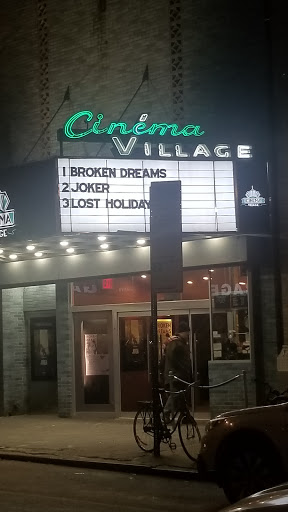 Cinéma
VILLAGE
1 BROKEN DREAMS
2 JOKER
3 LOST HOLIDAY